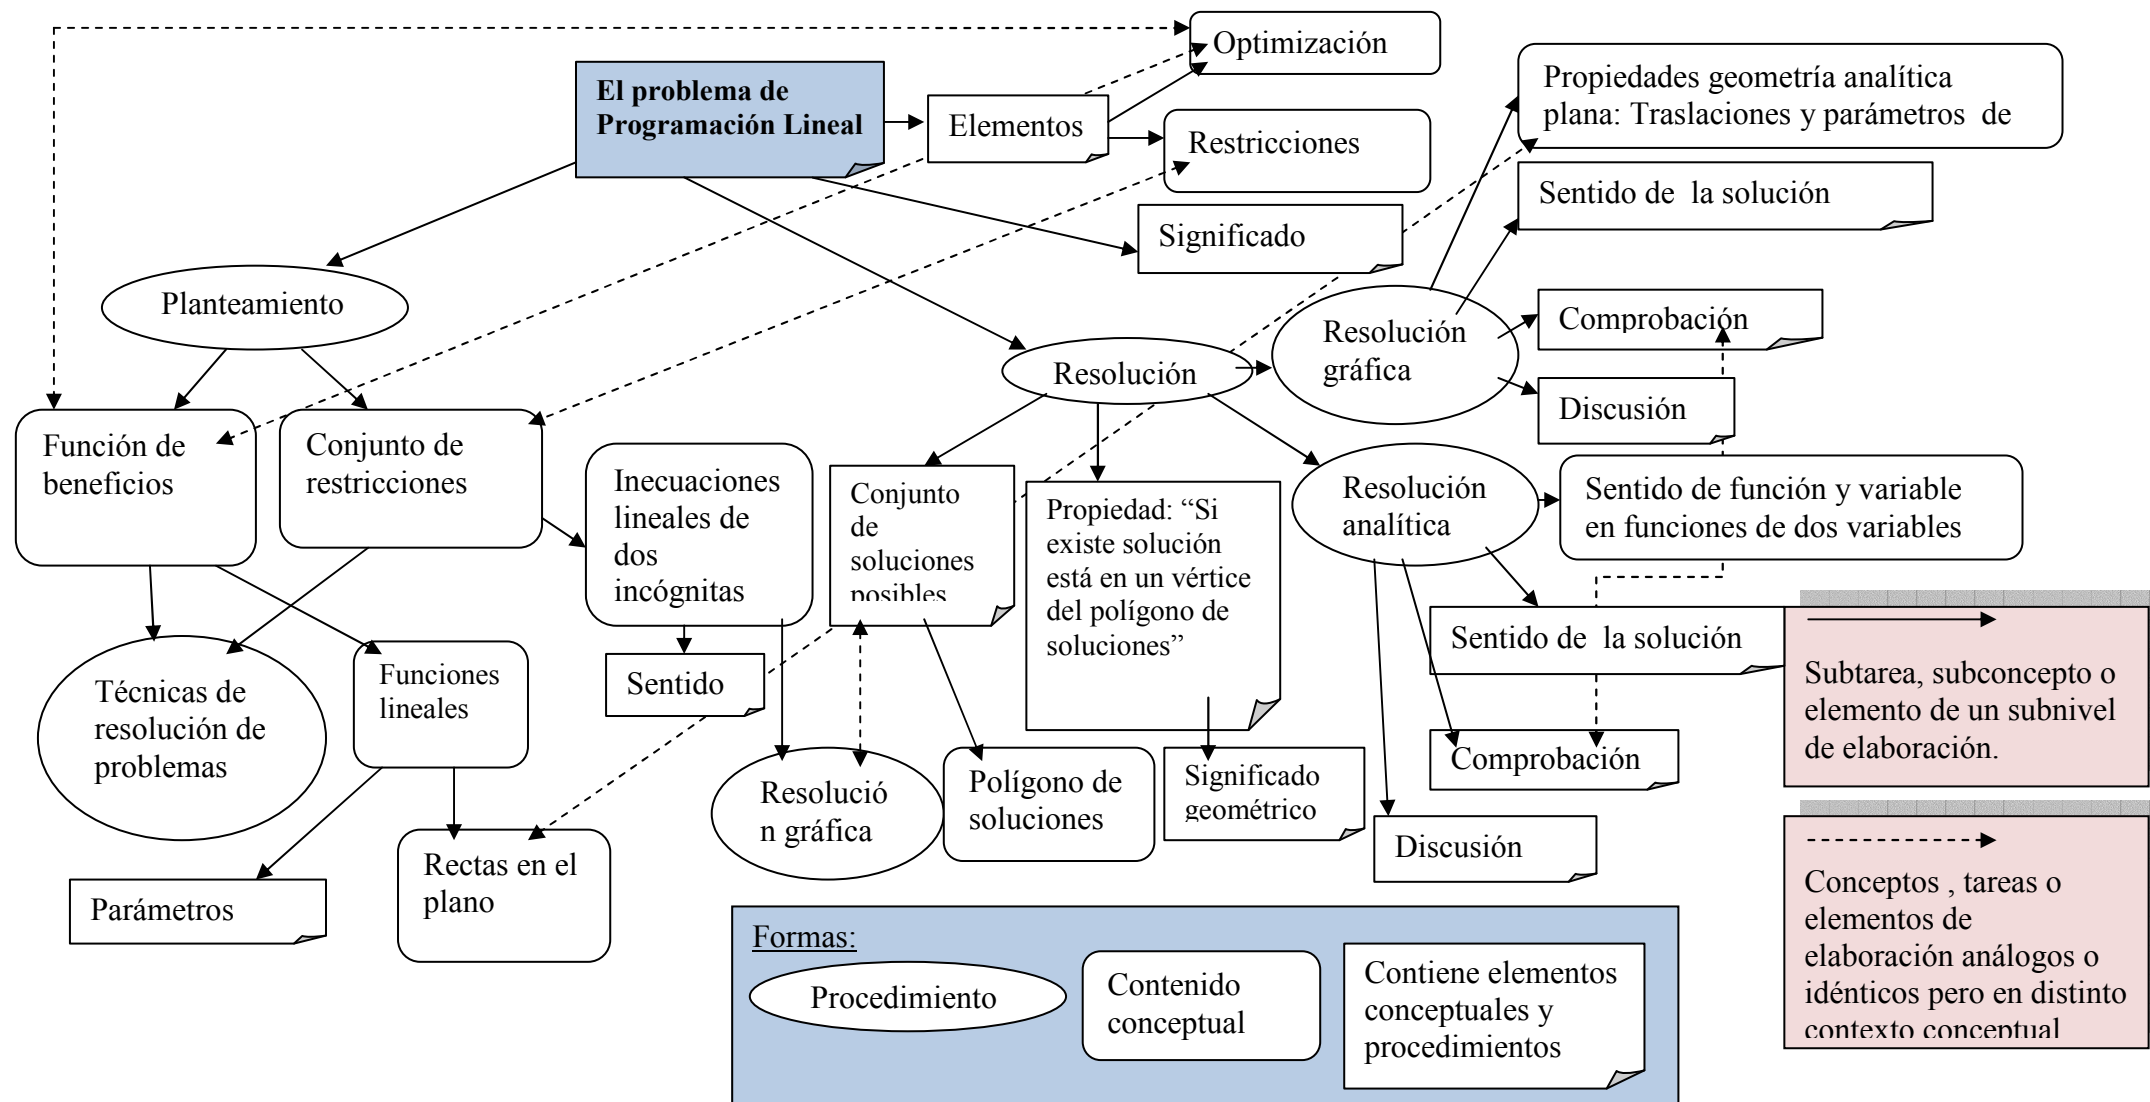 Optimización
El problema de
Programación Lineal
Elementos
Restricciones
Propiedades geometría analítica
plana: Traslaciones y parámetros de
Sentido de la solución
Significado
Planteamiento
Resolución
gráfica
Comprobación
Resolución
Discusión
Función de
beneficios
Conjunto de
restricciones
Inecuaciones
lineales de
dos
incógnitas
Conjunto
de
soluciones
posibles
Propiedad: “Si
existe solución
está en un vértice
del polígono de
soluciones”
Resolución
analítica
Sentido de función y variable
en funciones de dos variables
Sentido de la solución
Técnicas de
resolución de
problemas
Funciones
lineales
Sentido
Comprobación
Resolució
n gráfica
Polígono de
soluciones
Significado
geométrico
Discusión
Parámetros
Rectas en el
plano
Subtarea, subconcepto o
elemento de un subnivel
de elaboración.
Conceptos , tareas o
elementos de
elaboración análogos o
idénticos pero en distinto
contexto conceptual
Formas:
Procedimiento
Contenido
conceptual
Contiene elementos
conceptuales y
procedimientos